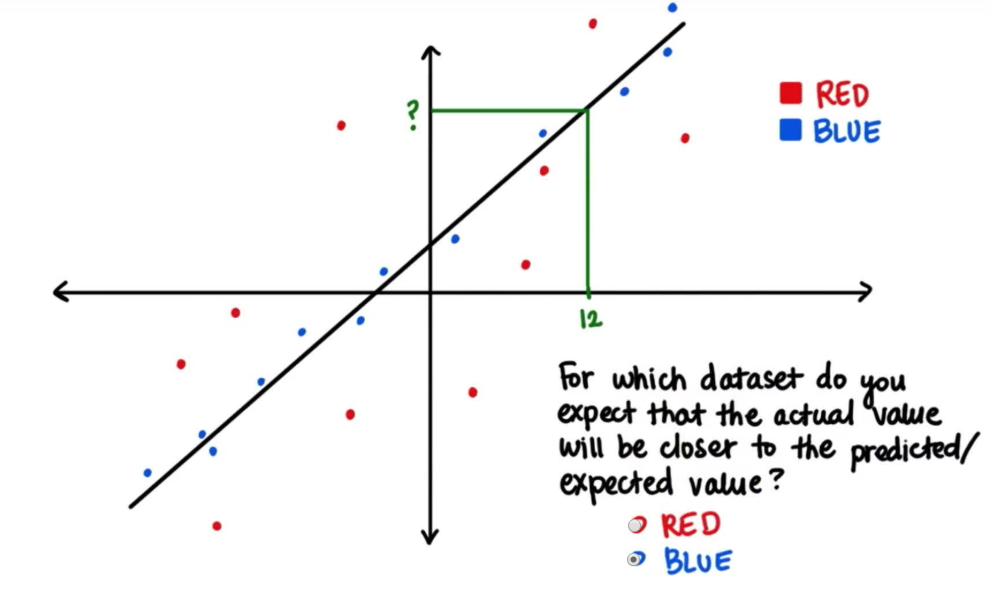 ?
RED
BLUE
12
For which dataset do you
expect that the actual value
will be closer to the predicted/
expected value?
RED
BLUE